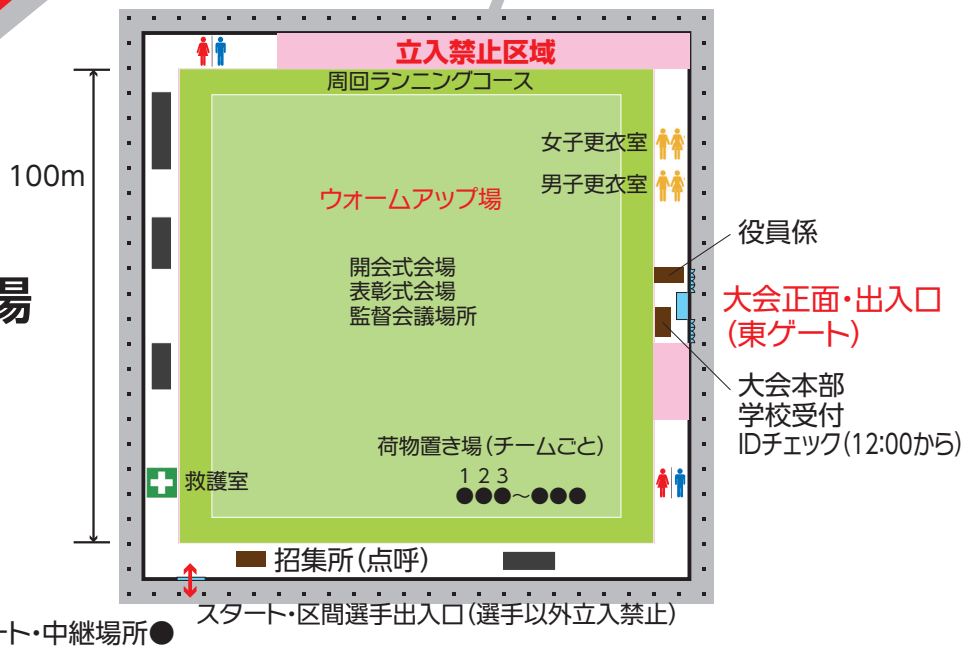 立入禁止区域
周回ランニングコース
100m
女子更衣室
男子更衣室
ウォームアップ場
役員係
開会式会場
表彰式会場
監督会議場所
場
大会正面・出入口
(東ゲート)
大会本部
学校受付
IDチェック(12:00から)
荷物置き場(チームごと)
1 2 3
●●●~●●●
救護室
招集所(点呼)
スタート・区間選手出入口(選手以外立入禁止)
ート・中継場所●